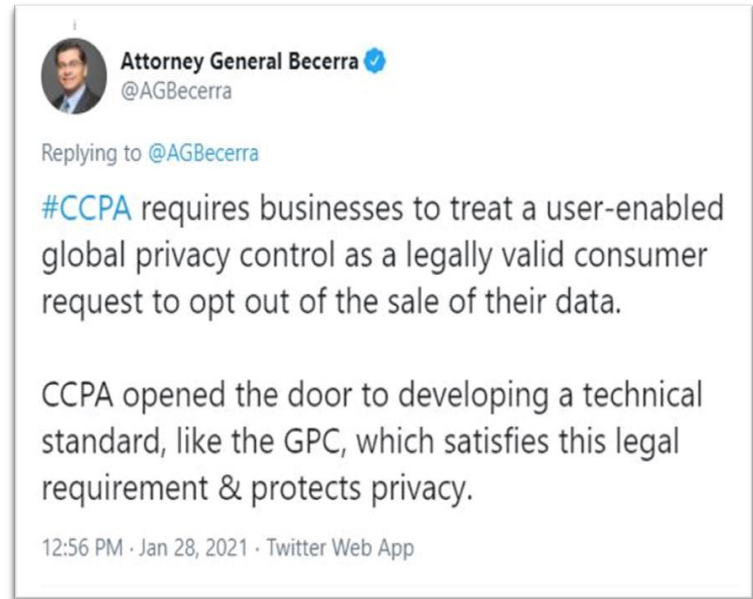 Attorney General Becerra
@AGBecerra
Replying to @AGBecerra
#CCPA requires businesses to treat a user-enabled
global privacy control as a legally valid consumer
request to opt out of the sale of their data.
CCPA opened the door to developing a technical
standard, like the GPC, which satisfies this legal
requirement & protects privacy.
12:56 PM · Jan 28, 2021 · Twitter Web App